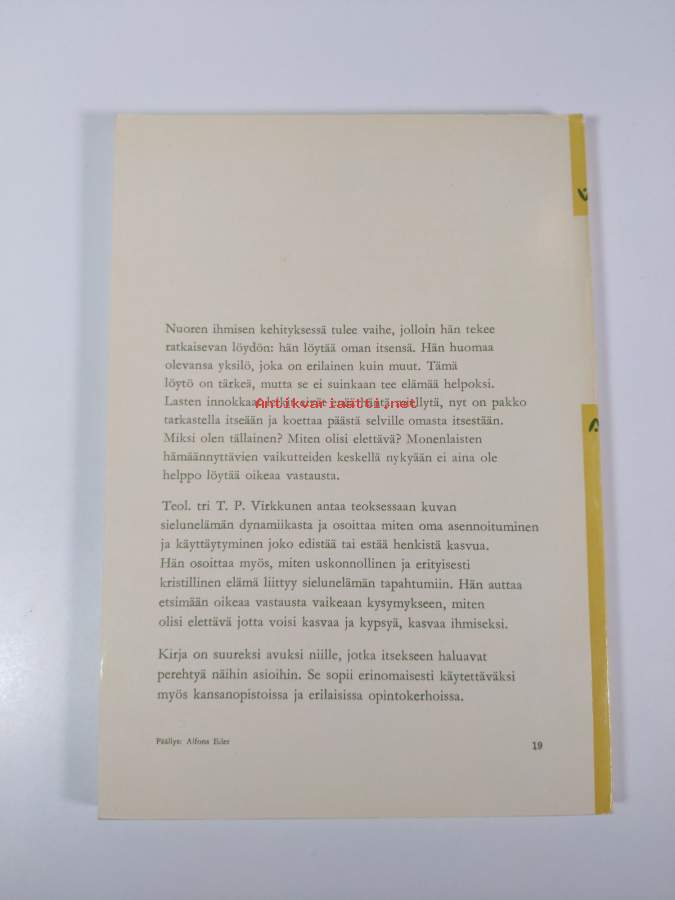 Nuoren ihmisen kehityksessä tulee vaihe, jolloin hän tekee
ratkaisevan löydön: hän löytää oman itsensä. Hän huomaa
olevansa yksilö, joka on erilainen kuin muut. Tämä
löytö on tärkeä, mutta se ei suinkaan tee elämää helpoksi.
Lasten innokkaat
Antikvariaatti.net
nyt on pakko
tarkastella itseään ja koettaa päästä selville omasta itsestään.
Miksi olen tällainen? Miten olisi elettävä? Monenlaisten
hämäännyttävien vaikutteiden keskellä nykyään ei aina ole
helppo löytää oikeaa vastausta.
Teol. tri T. P. Virkkunen antaa teoksessaan kuvan
sielunelämän dynamiikasta ja osoittaa miten oma asennoituminen
ja käyttäytyminen joko edistää tai estää henkistä kasvua.
Hän osoittaa myös, miten uskonnollinen ja erityisesti
kristillinen elämä liittyy sielunelämän tapahtumiin. Hän auttaa
etsimään oikeaa vastausta vaikeaan kysymykseen, miten
olisi elettävä jotta voisi kasvaa ja kypsyä, kasvaa ihmiseksi.
Kirja on suureksi avuksi niille, jotka itsekseen haluavat
perehtyä näihin asioihin. Se sopii erinomaisesti käytettäväksi
myös kansanopistoissa ja erilaisissa opintokerhoissa.
Päällys: Alfons Eder
19